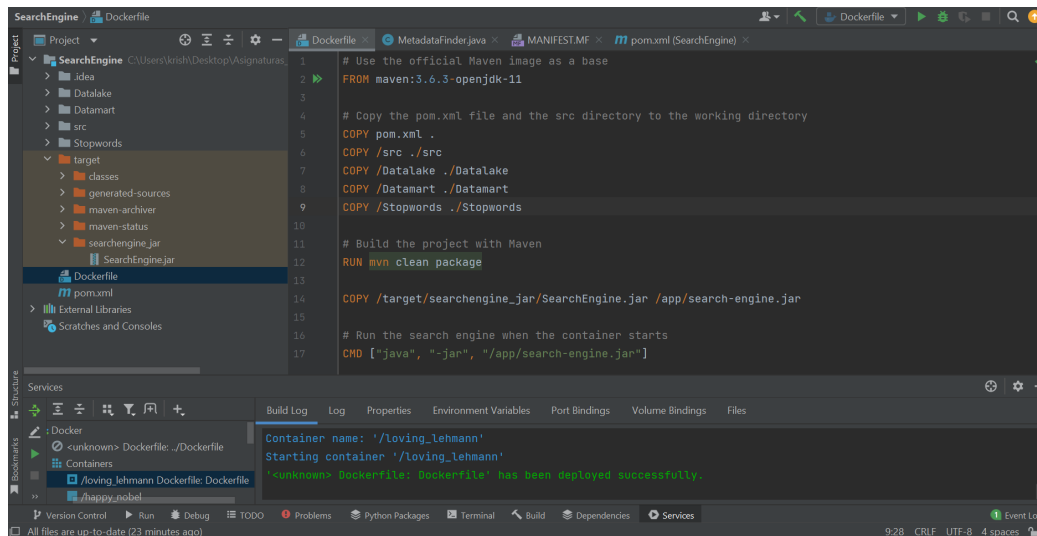 SearchEngine Dockerfile
Dockerfile
Project
Dockerfile
MetadataFinder.java
MANIFEST.MF
pom.xml (SearchEngine)
Project
SearchEngine C:\Users\krish\Desktop\Asignaturas_
.idea
Datalake
Datamart
src
Stopwords
target
classes
generated-sources
maven-archiver
maven-status
searchengine_jar
SearchEngine.jar
Dockerfile
pom.xml
External Libraries
Scratches and Consoles
1 # Use the official Maven image as a base
2 FROM maven:3.6.3-openjdk-11
3
4 # Copy the pom.xml file and the src directory to the working directory
5 COPY pom.xml .
6 COPY /src ./src
7 COPY /Datalake ./Datalake
8 COPY /Datamart ./Datamart
9 COPY /Stopwords ./Stopwords
10
11 # Build the project with Maven
12 RUN mvn clean package
13
14 COPY /target/searchengine_jar/SearchEngine.jar /app/search-engine.jar
15
16 # Run the search engine when the container starts
17 CMD ["java", "-jar", "/app/search-engine.jar"]
Structure
Bookmarks
Services
Build Log Log Properties Environment Variables Port Bindings Volume Bindings Files
Docker
<unknown> Dockerfile: ../Dockerfile
Containers
/loving_lehmann Dockerfile: Dockerfile
/happy_nobel
Container name: '/loving_lehmann'
Starting container '/loving_lehmann'
'<unknown> Dockerfile: Dockerfile' has been deployed successfully.
Version Control Run Debug TODO Problems Python Packages Terminal Build Dependencies Services 1 Event Lo
All files are up-to-date (23 minutes ago) 9:28 CRLF UTF-8 4 spaces